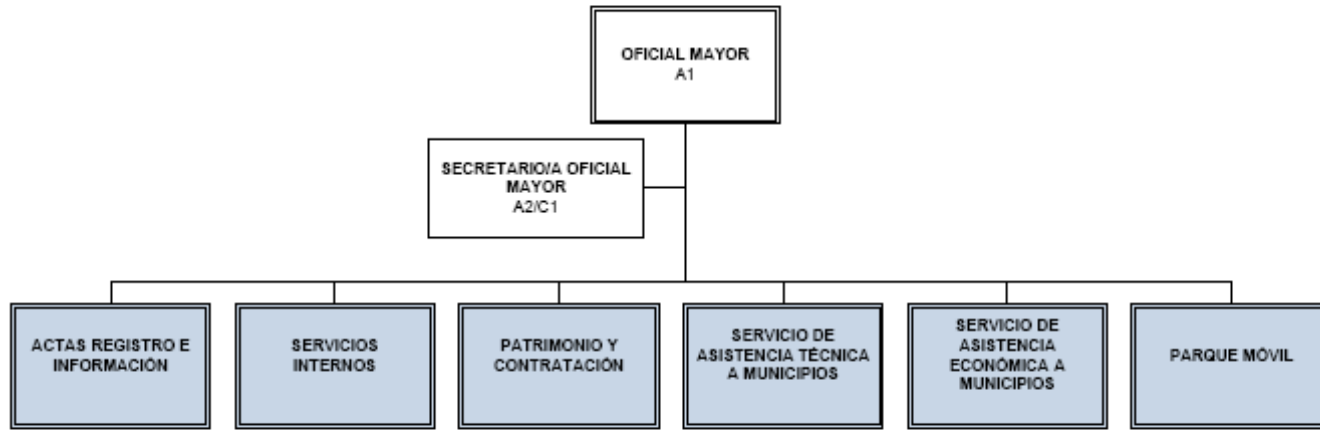 OFICIAL MAYOR
A1
SECRETARIO/A OFICIAL
MAYOR
A2/C1
ACTAS REGISTRO E
INFORMACIÓN
SERVICIOS
INTERNOS
PATRIMONIO Y
CONTRATACIÓN
SERVICIO DE
ASISTENCIA TÉCNICA
A MUNICIPIOS
SERVICIO DE
ASISTENCIA
ECONÓMICA A
MUNICIPIOS
PARQUE MÓVIL